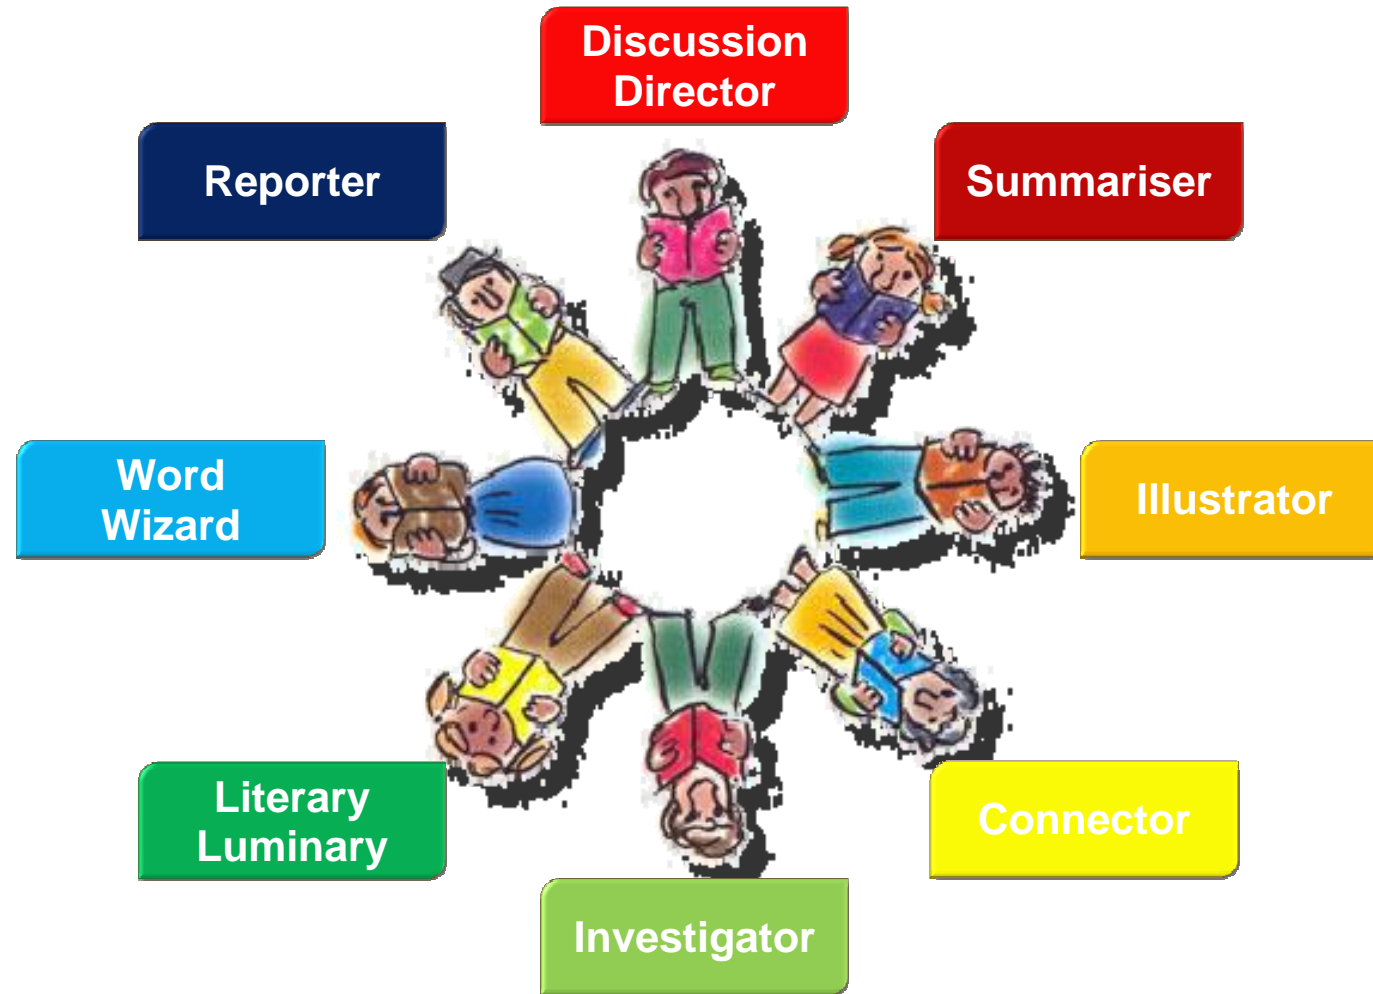 Discussion
Director
Reporter
Summariser
Word
Wizard
Illustrator
Literary
Luminary
Connector
Investigator